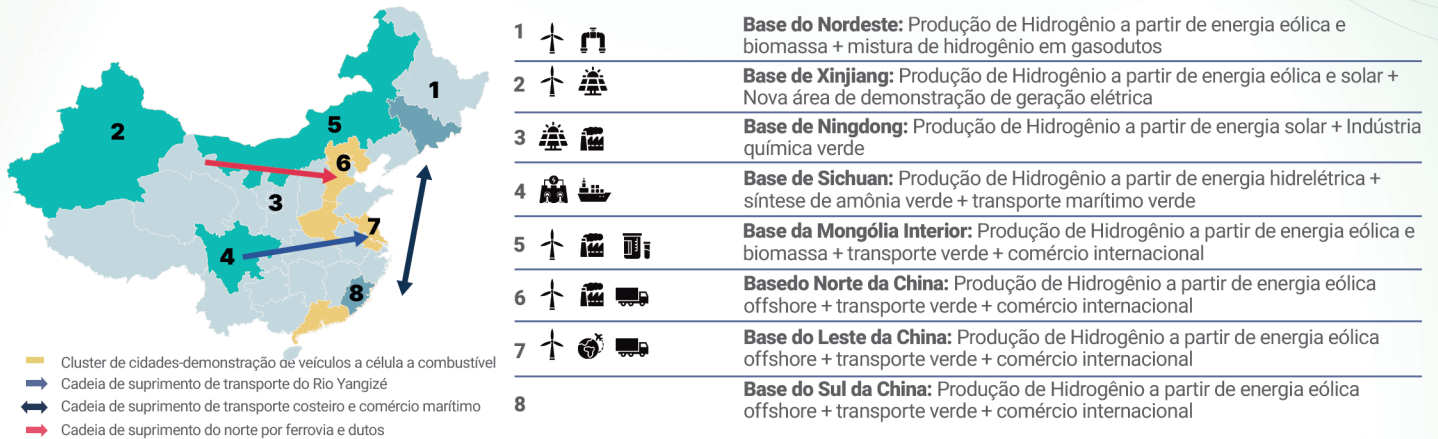 1
2
3
4
5
6
7
8
Cluster de cidades-demonstração de veículos a célula a combustível
Cadeia de suprimento de transporte do Rio Yangizé
Cadeia de suprimento de transporte costeiro e comércio marítimo
Cadeia de suprimento do norte por ferrovia e dutos
1
Base do Nordeste: Produção de Hidrogênio a partir de energia eólica e
biomassa + mistura de hidrogênio em gasodutos
2
Base de Xinjiang: Produção de Hidrogênio a partir de energia eólica e solar +
Nova área de demonstração de geração elétrica
3
Base de Ningdong: Produção de Hidrogênio a partir de energia solar + Indústria
química verde
4
Base de Sichuan: Produção de Hidrogênio a partir de energia hidrelétrica +
síntese de amônia verde + transporte marítimo verde
5
Base da Mongólia Interior: Produção de Hidrogênio a partir de energia eólica e
biomassa + transporte verde + comércio internacional
6
Basedo Norte da China: Produção de Hidrogênio a partir de energia eólica
offshore + transporte verde + comércio internacional
7
Base do Leste da China: Produção de Hidrogênio a partir de energia eólica
offshore + transporte verde + comércio internacional
8
Base do Sul da China: Produção de Hidrogênio a partir de energia eólica
offshore + transporte verde + comércio internacional